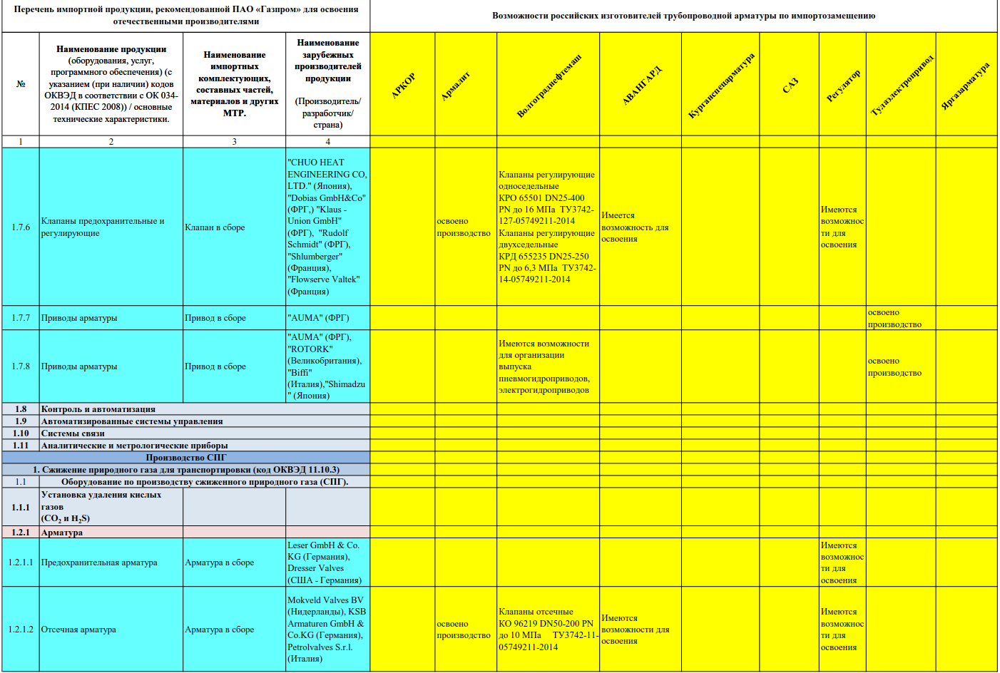 Перечень импортной продукции, рекомендованной ПАО «Газпром» для освоения
отечественными производителями
Возможности российских изготовителей трубопроводной арматуры по импортозамещению
№
Наименование продукции
(оборудования, услуг,
программного обеспечения) (с
указанием (при наличии) кодов
ОКВЭД в соответствии с ОК 034-
2014 (КПЕС 2008)) / основные
технические характеристики.
Наименование
импортных
комплектующих,
составных частей,
материалов и других
МТР.
Наименование
зарубежных
производителей
продукции
(Производитель/
разработчик/
страна)
АРКОР
Армалит
Волгограднефтемаш
АВАНГАРД
Курганспецарматура
САЗ
Регулятор
Тулаэлектропривод
Яргазарматура
1
2
3
4
1.7.6
Клапаны предохранительные и
регулирующие
Клапан в сборе
"CHUO HEAT
ENGINEERING CO,
LTD." (Япония),
"Dobias GmbH&Co"
(ФРГ,) "Klaus -
Union GmbH"
(ФРГ), "Rudolf
Schmidt" (ФРГ),
"Shlumberger"
(Франция),
"Flowserve Valtek"
(Франция)
освоено
производство
Клапаны регулирующие
односедельные
КРО 65501 DN25-400
PN до 16 МПа ТУ3742-
127-05749211-2014
Клапаны регулирующие
двухседельные
КРД 655235 DN25-250
PN до 6,3 МПа ТУ3742-
14-05749211-2014
Имеется
возможность для
освоения
Имеются
возможнос
ти для
освоения
1.7.7
Приводы арматуры
Привод в сборе
"AUMA" (ФРГ)
освоено
производство
1.7.8
Приводы арматуры
Привод в сборе
"AUMA" (ФРГ),
"ROTORK"
(Великобритания),
"Biffi"
(Италия),"Shimadzu
" (Япония)
Имеются возможности
для организации
выпуска
пневмогидроприводов,
электрогидроприводов
освоено
производство
1.8 Контроль и автоматизация
1.9 Автоматизированные системы управления
1.10 Системы связи
1.11 Аналитические и метрологические приборы
Производство СПГ
1. Сжижение природного газа для транспортировки (код ОКВЭД 11.10.3)
1.1 Оборудование по производству сжиженного природного газа (СПГ).
1.1.1
Установка удаления кислых
газов
(CO₂ и H₂S)
1.2.1 Арматура
1.2.1.1
Предохранительная арматура
Арматура в сборе
Leser GmbH & Co.
KG (Германия),
Dresser Valves
(США - Германия)
Имеются
возможнос
ти для
освоения
1.2.1.2
Отсечная арматура
Арматура в сборе
Mokveld Valves BV
(Нидерланды), KSB
Armaturen GmbH &
Co.KG (Германия),
Petrolvalves S.r.l.
(Италия)
освоено
производство
Клапаны отсечные
КО 96219 DN50-200 PN
до 10 МПа ТУ3742-11-
05749211-2014
Имеются
возможности для
освоения
Имеются
возможнос
ти для
освоения